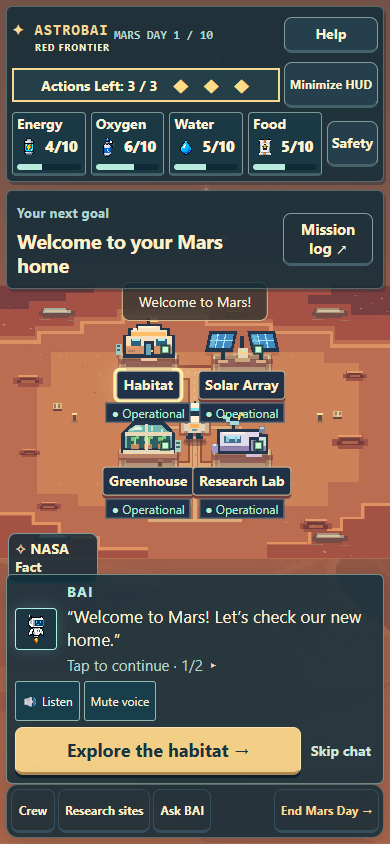 ASTROBAI MARS DAY 1 / 10
RED FRONTIER
Help
Actions Left: 3 / 3
Minimize HUD
Energy
4/10
Oxygen
6/10
Water
5/10
Food
5/10
Safety
Your next goal
Welcome to your Mars
home
Mission
log ↗
Welcome to Mars!
Habitat
Solar Array
● Operational
● Operational
Greenhouse
Research Lab
● Operational
● Operational
✧ NASA
Fact
BAI
“Welcome to Mars! Let’s check our new
home.”
Tap to continue · 1/2 ▸
Listen
Mute voice
Explore the habitat →
Skip chat
Crew
Research sites
Ask BAI
End Mars Day →